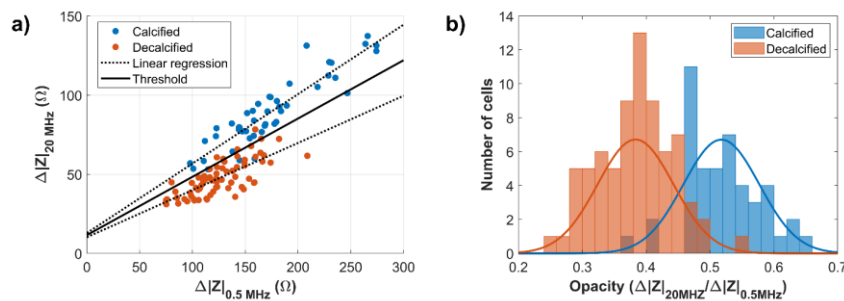 a)
Calcified
Decalcified
Linear regression
Threshold
Δ|Z|20 MHz (Ω)
150
100
50
0
0 50 100 150 200 250 300
Δ|Z|0.5 MHz (Ω)
b)
Calcified
Decalcified
Number of cells
14
12
10
8
6
4
2
0
0.2 0.3 0.4 0.5 0.6 0.7
Opacity (Δ|Z|20MHZ/Δ|Z|0.5MHz)